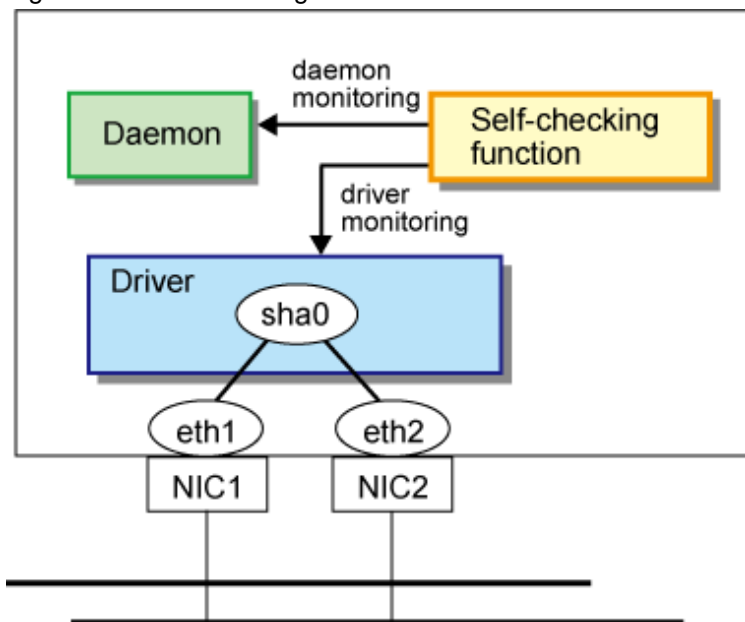 daemon
monitoring
Daemon
Self-checking
function
driver
monitoring
Driver
sha0
eth1
eth2
NIC1
NIC2